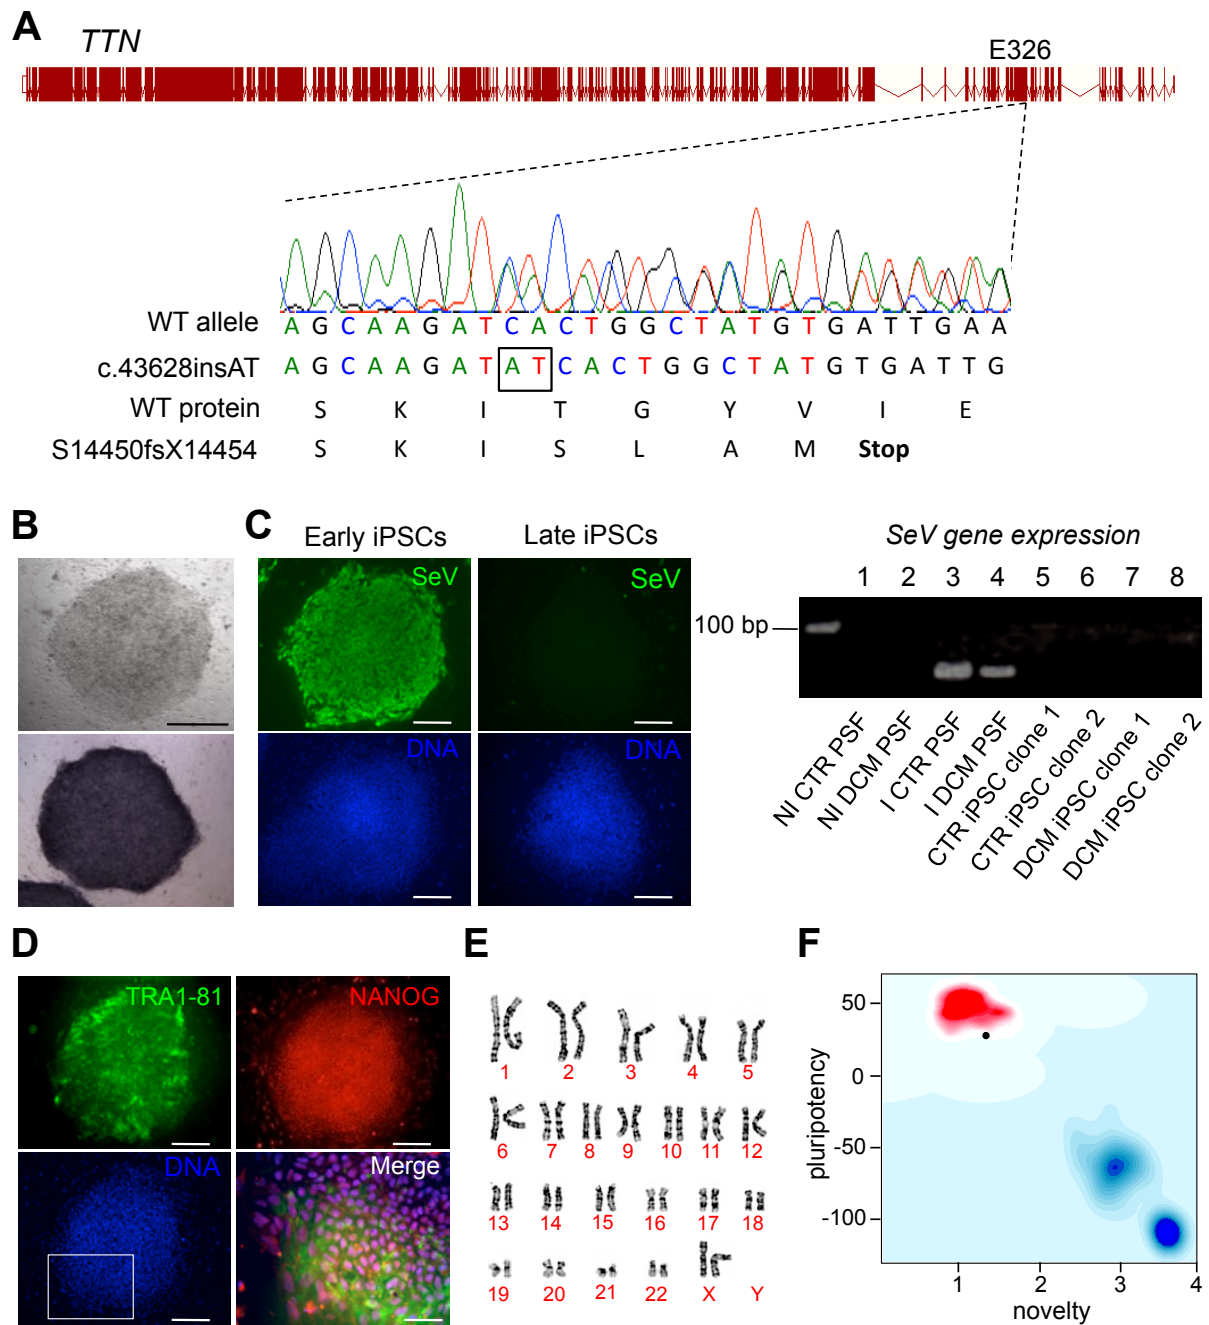 A
TTN
E326
WT allele
A G C A A G A T C A C T G G C T A T G T G A T T G A A
c.43628insAT
A G C A A G A T A T C A C T G G C T A T G T G A T T G
WT protein
S K I T G Y V I E
S14450fsX14454
S K I S L A M Stop
B
C
Early iPSCs
Late iPSCs
SeV
SeV
DNA
DNA
SeV gene expression
1 2 3 4 5 6 7 8
100 bp
NI CTR PSF
NI DCM PSF
I CTR PSF
I DCM PSF
CTR iPSC clone 1
CTR iPSC clone 2
DCM iPSC clone 1
DCM iPSC clone 2
D
TRA1-81
NANOG
DNA
Merge
E
1 2 3 4 5
6 7 8 9 10 11 12
13 14 15 16 17 18
19 20 21 22 X Y
F
pluripotency
50
0
-50
-100
1 2 3 4
novelty